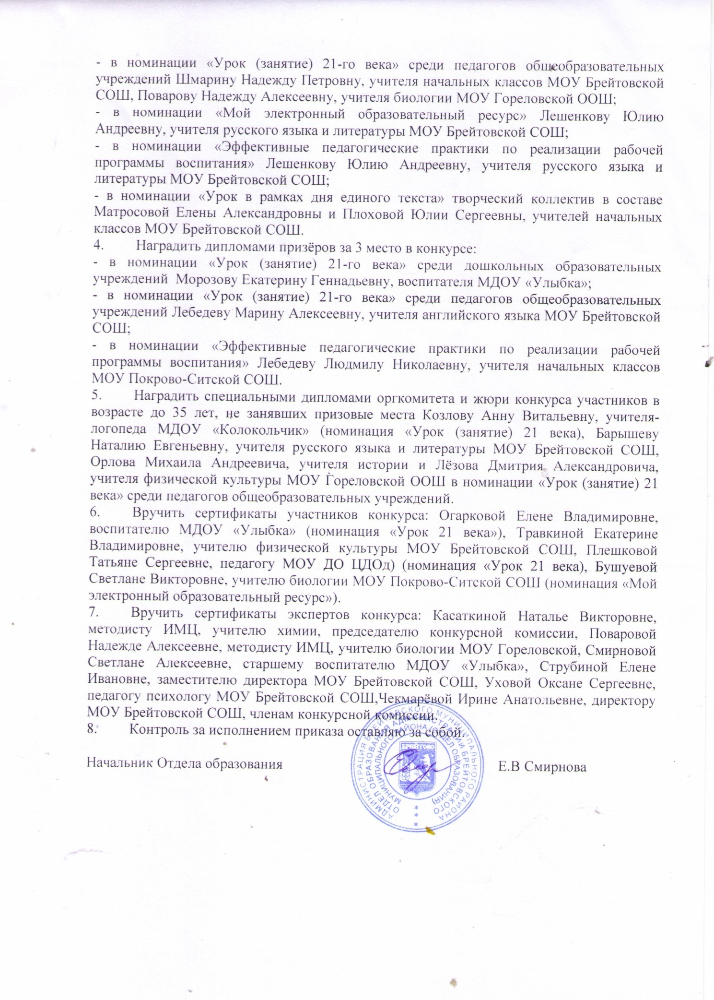 - в номинации «Урок (занятие) 21-го века» среди педагогов общеобразовательных
учреждений Шмарину Надежду Петровну, учителя начальных классов МОУ Брейтовской
СОШ, Поварову Надежду Алексеевну, учителя биологии МОУ Гореловской ООШ;
- в номинации «Мой электронный образовательный ресурс» Лешенкову Юлию
Андреевну, учителя русского языка и литературы МОУ Брейтовской СОШ;
- в номинации «Эффективные педагогические практики по реализации рабочей
программы воспитания» Лешенкову Юлию Андреевну, учителя русского языка и
литературы МОУ Брейтовской СОШ;
- в номинации «Урок в рамках дня единого текста» творческий коллектив в составе
Матросовой Елены Александровны и Плоховой Юлии Сергеевны, учителей начальных
классов МОУ Брейтовской СОШ.
4. Наградить дипломами призёров за 3 место в конкурсе:
- в номинации «Урок (занятие) 21-го века» среди дошкольных образовательных
учреждений Морозову Екатерину Геннадьевну, воспитателя МДОУ «Улыбка»;
- в номинации «Урок (занятие) 21-го века» среди педагогов общеобразовательных
учреждений Лебедеву Марину Алексеевну, учителя английского языка МОУ Брейтовской
СОШ;
- в номинации «Эффективные педагогические практики по реализации рабочей
программы воспитания» Лебедеву Людмилу Николаевну, учителя начальных классов
МОУ Покрово-Ситской СОШ.
5. Наградить специальными дипломами оргкомитета и жюри конкурса участников в
возрасте до 35 лет, не занявших призовые места Козлову Анну Витальевну, учителя-
логопеда МДОУ «Колокольчик» (номинация «Урок (занятие) 21 века), Барышеву
Наталию Евгеньевну, учителя русского языка и литературы МОУ Брейтовской СОШ,
Орлова Михаила Андреевича, учителя истории и Лёзова Дмитрия Александровича,
учителя физической культуры МОУ Гореловской ООШ в номинации «Урок (занятие) 21
века» среди педагогов общеобразовательных учреждений.
6. Вручить сертификаты участников конкурса: Огарковой Елене Владимировне,
воспитателю МДОУ «Улыбка» (номинация «Урок 21 века»), Травкиной Екатерине
Владимировне, учителю физической культуры МОУ Брейтовской СОШ, Плешковой
Татьяне Сергеевне, педагогу МОУ ДО ЦДОд) (номинация «Урок 21 века), Бушуевой
Светлане Викторовне, учителю биологии МОУ Покрово-Ситской СОШ (номинация «Мой
электронный образовательный ресурс»).
7. Вручить сертификаты экспертов конкурса: Касаткиной Наталье Викторовне,
методисту ИМЦ, учителю химии, председателю конкурсной комиссии, Поваровой
Надежде Алексеевне, методисту ИМЦ, учителю биологии МОУ Гореловской, Смирновой
Светлане Алексеевне, старшему воспитателю МДОУ «Улыбка», Струбиной Елене
Ивановне, заместителю директора МОУ Брейтовской СОШ, Уховой Оксане Сергеевне,
педагогу психологу МОУ Брейтовской СОШ,Чекмарёвой Ирине Анатольевне, директору
МОУ Брейтовской СОШ, членам конкурсной комиссии.
8. Контроль за исполнением приказа оставляю за собой.
Начальник Отдела образования Е.В Смирнова
АДМИНИСТРАЦИЯ БРЕЙТОВСКОГО МУНИЦИПАЛЬНОГО РАЙОНА
ОТДЕЛ ОБРАЗОВАНИЯ АДМИНИСТРАЦИИ БРЕЙТОВСКОГО
МУНИЦИПАЛЬНОГО РАЙОНА (ОТДЕЛ ОБРАЗОВАНИЯ)
БРЕЙТОВО